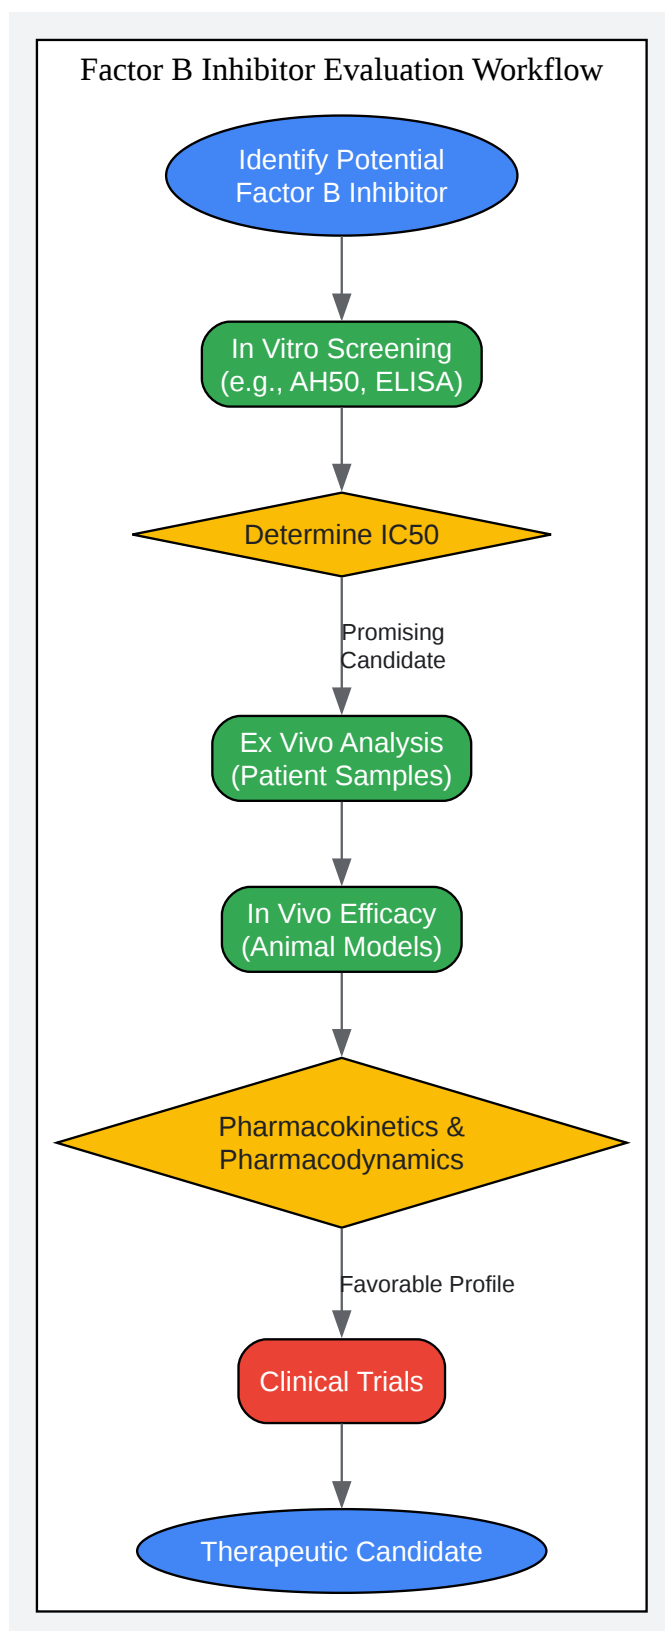 Factor B Inhibitor Evaluation Workflow
Identify Potential
Factor B Inhibitor
In Vitro Screening
(e.g., AH50, ELISA)
Determine IC50
Promising
Candidate
Ex Vivo Analysis
(Patient Samples)
In Vivo Efficacy
(Animal Models)
Pharmacokinetics &
Pharmacodynamics
Favorable Profile
Clinical Trials
Therapeutic Candidate